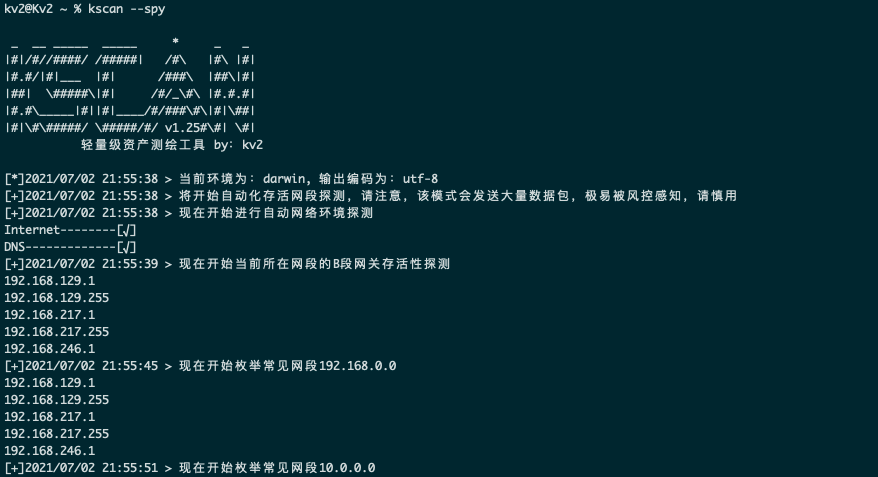 kv2@Kv2 ~ % kscan --spy
 _  __ _____  _____     *     _   _
|#|/#//####/ /#####|   /#\   |#\ |#|
|#.#/|#|___  |#|      /###\  |##\|#|
|##|  \#####\|#|     /#/_\#\ |#.#.#|
|#.#\_____|#||#|____/#/###\#\|#|\##|
|#|\#\#####/ \#####/#/ v1.25#\#| \#|
轻量级资产测绘工具 by: kv2
[*]2021/07/02 21:55:38 > 当前环境为：darwin, 输出编码为：utf-8
[+]2021/07/02 21:55:38 > 将开始自动化存活网段探测，请注意，该模式会发送大量数据包，极易被风控感知，请慎用
[+]2021/07/02 21:55:38 > 现在开始进行自动网络环境探测
Internet--------[√]
DNS-------------[√]
[+]2021/07/02 21:55:39 > 现在开始当前所在网段的B段网关存活性探测
192.168.129.1
192.168.129.255
192.168.217.1
192.168.217.255
192.168.246.1
[+]2021/07/02 21:55:45 > 现在开始枚举常见网段192.168.0.0
192.168.129.1
192.168.129.255
192.168.217.1
192.168.217.255
192.168.246.1
[+]2021/07/02 21:55:51 > 现在开始枚举常见网段10.0.0.0